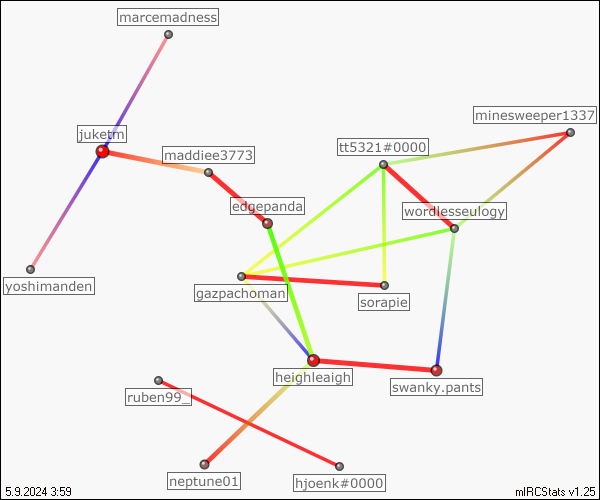 marcemadness
minesweeper1337
juketm
tt5321#0000
maddiee3773
edgepanda
wordlesseulogy
yoshimanden
gazpachoman
sorapie
heighleaigh
swanky.pants
ruben99_
neptune01
hjoenk#0000
5.9.2024 3:59
mIRCStats v1.25